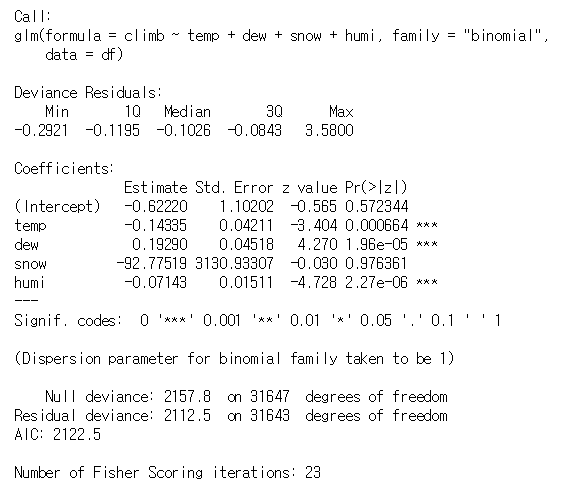 Call:
glm(formula = climb ~ temp + dew + snow + humi, family = "binomial",
    data = df)
Deviance Residuals:
    Min      1Q  Median      3Q     Max
-0.2921 -0.1195 -0.1026 -0.0843  3.5800
Coefficients:
             Estimate Std. Error z value Pr(>|z|)
(Intercept)  -0.62220    1.10202  -0.565 0.572344
temp         -0.14335    0.04211  -3.404 0.000664 ***
dew           0.19290    0.04518   4.270 1.96e-05 ***
snow        -92.77519 3130.93307  -0.030 0.976361
humi         -0.07143    0.01511  -4.728 2.27e-06 ***
---
Signif. codes:  0 '***' 0.001 '**' 0.01 '*' 0.05 '.' 0.1 ' ' 1
(Dispersion parameter for binomial family taken to be 1)
    Null deviance: 2157.8  on 31647  degrees of freedom
Residual deviance: 2112.5  on 31643  degrees of freedom
AIC: 2122.5
Number of Fisher Scoring iterations: 23